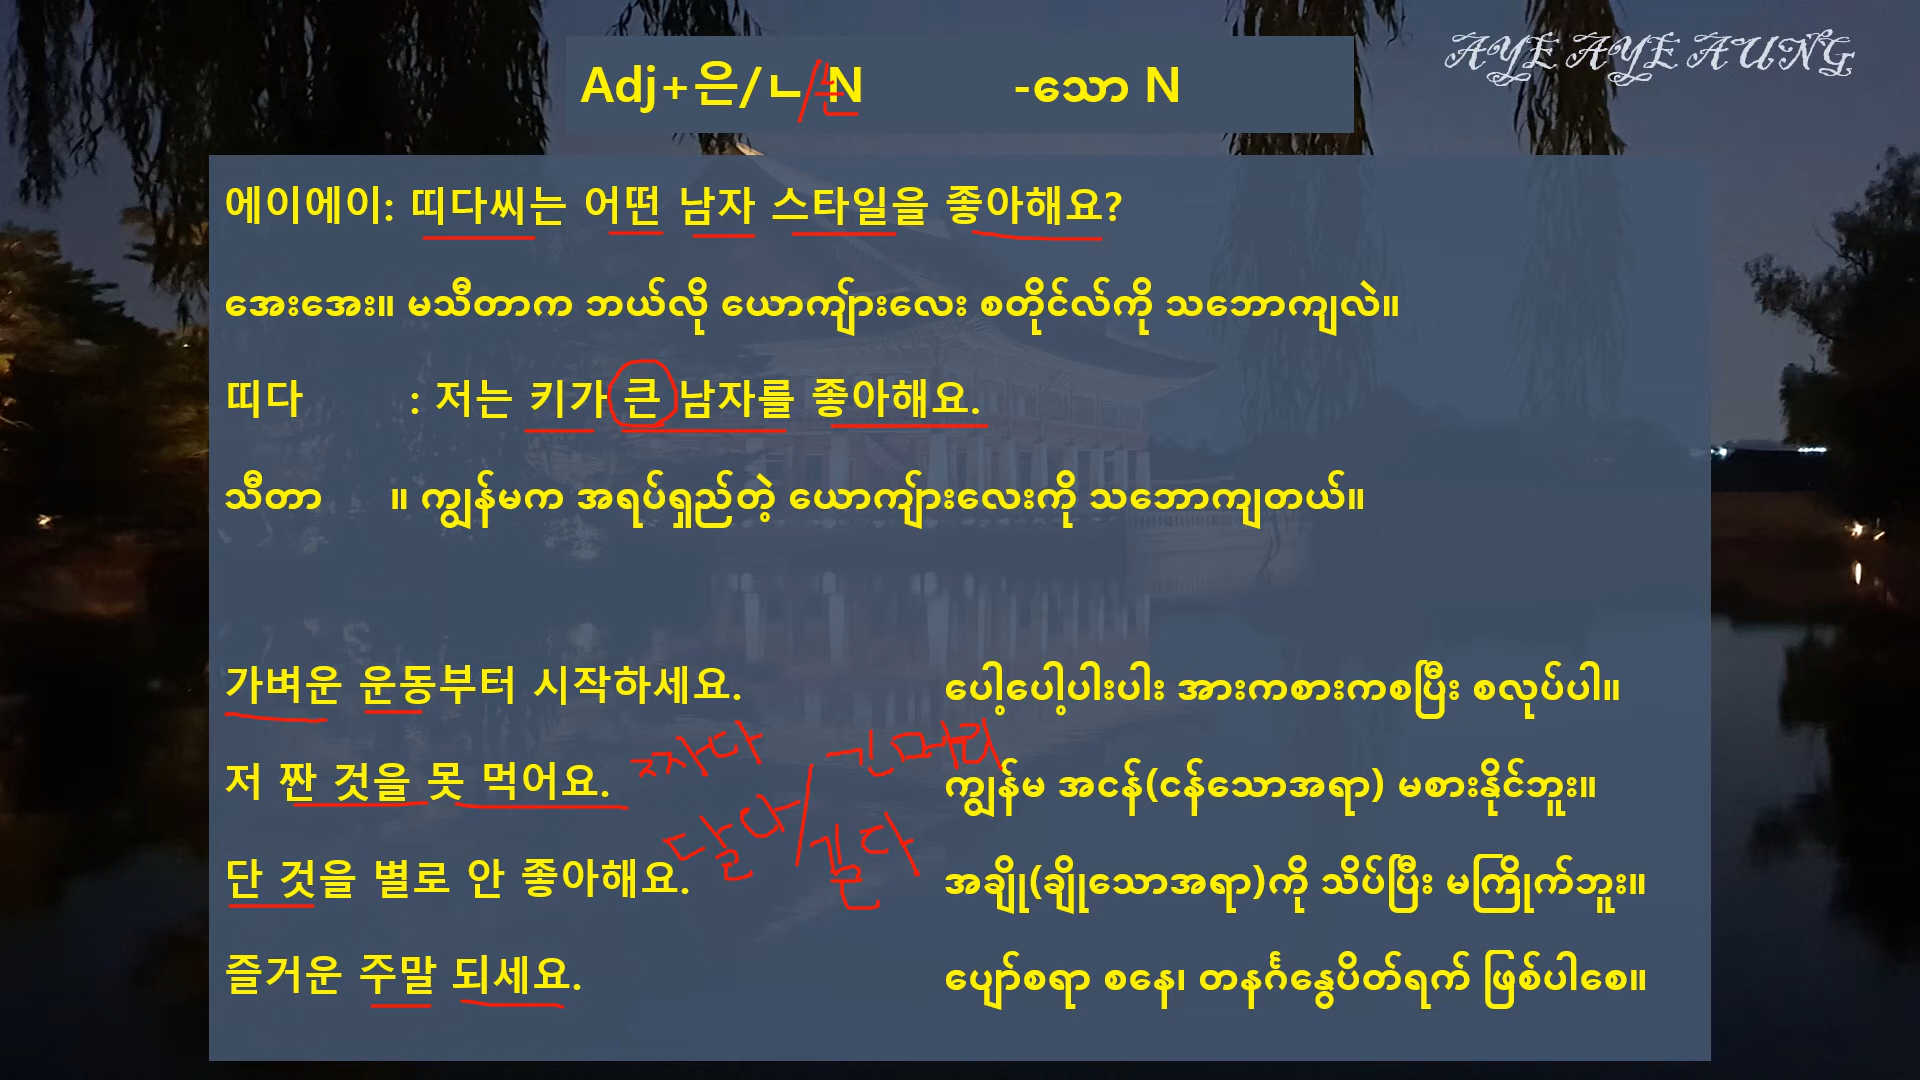 AYE AYE AUNG
Adj+은/ㄴ/는 N -သော N
에이에이: 띠다씨는 어떤 남자 스타일을 좋아해요?
အေးအေး။ မသီတာက ဘယ်လို ယောကျ်ားလေး စတိုင်လ်ကို သဘောကျလဲ။
띠다 : 저는 키가 큰 남자를 좋아해요.
သီတာ ။ ကျွန်မက အရပ်ရှည်တဲ့ ယောကျ်ားလေးကို သဘောကျတယ်။
가벼운 운동부터 시작하세요. ပေါ့ပေါ့ပါးပါး အားကစားကစပြီး စလုပ်ပါ။
짜다 / 긴 머리
저 짠 것을 못 먹어요. ကျွန်မ အငန်(ငန်သောအရာ) မစားနိုင်ဘူး။
달다 / 길다
단 것을 별로 안 좋아해요. အချို(ချိုသောအရာ)ကို သိပ်ပြီး မကြိုက်ဘူး။
즐거운 주말 되세요. ပျော်စရာ စနေ၊ တနင်္ဂနွေပိတ်ရက် ဖြစ်ပါစေ။